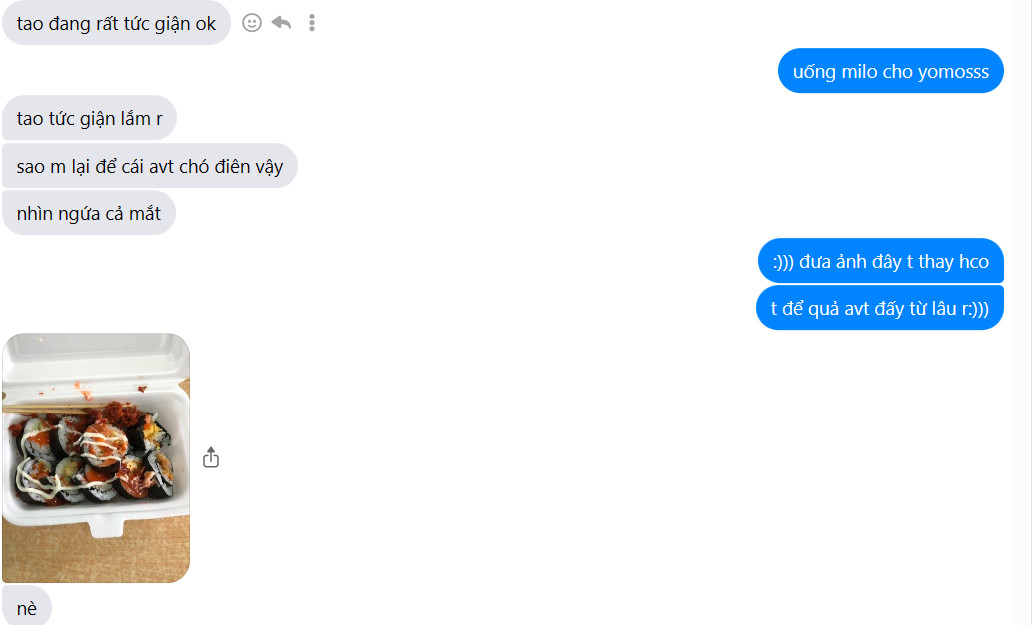 tao đang rất tức giận ok
uống milo cho yomosss
tao tức giận lắm r
sao m lại để cái avt chó điên vậy
nhìn ngứa cả mắt
:))) đưa ảnh đây t thay hco
t để quả avt đấy từ lâu r:)))
nè